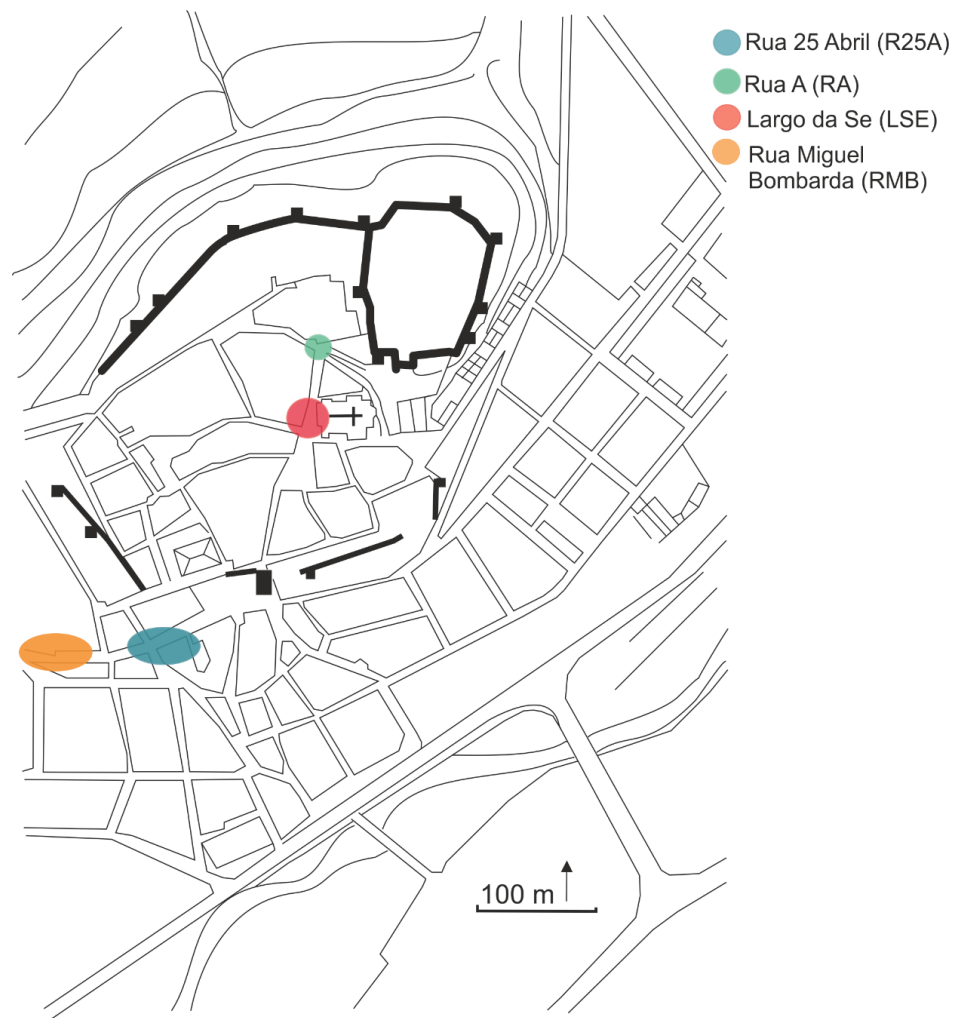 Rua 25 Abril (R25A)
Rua A (RA)
Largo da Se (LSE)
Rua Miguel
Bombarda (RMB)
100 m